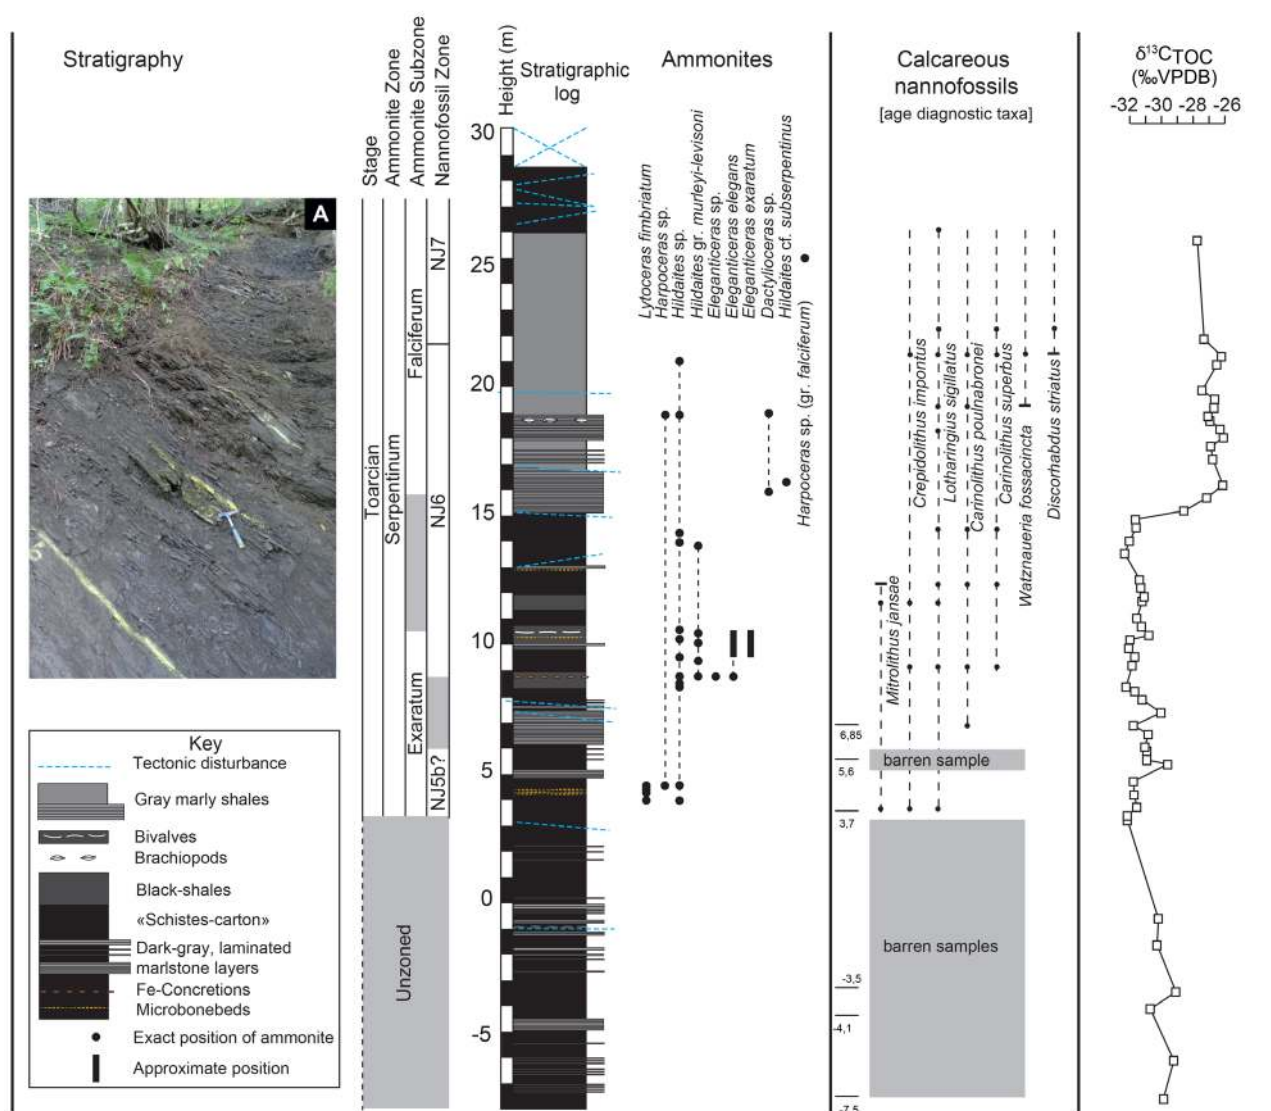 Stratigraphy
A
Stage
Ammonite Zone
Ammonite Subzone
Nannofossil Zone
Height (m)
Stratigraphic
log
Ammonites
Calcareous
nannofossils
[age diagnostic taxa]
δ¹³CTOC
(‰VPDB)
-32 -30 -28 -26
Toarcian
Serpentinum
Falciferum
Exaratum
NJ7
NJ6
NJ5b?
Unzoned
30
25
20
15
10
5
0
-5
Lytoceras fimbriatum
Harpoceras sp.
Hildaites sp.
Hildaites gr. murleyi-levisoni
Eleganticeras sp.
Eleganticeras elegans
Eleganticeras exaratum
Dactylioceras sp.
Hildaites cf. subserpentinus
Harpoceras sp. (gr. falciferum)
Mitrolithus jansae
Crepidolithus impontus
Lotharingius sigillatus
Carinolithus poulnabronei
Carinolithus superbus
Watznaueria fossacincta
Discorhabdus striatus
6,85
5,6
3,7
-3,5
-4,1
-7,5
barren sample
barren samples
Key
Tectonic disturbance
Gray marly shales
Bivalves
Brachiopods
Black-shales
«Schistes-carton»
Dark-gray, laminated
marlstone layers
Fe-Concretions
Microbonebeds
Exact position of ammonite
Approximate position